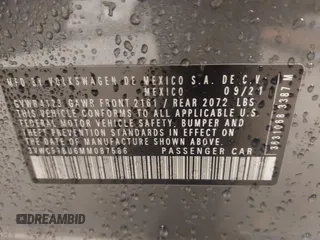 MFD. BY VOLKSWAGEN DE MEXICO S.A. DE C.V.
MEXICO 09/21
GAWR FRONT 2161 / REAR 2072 LBS
THIS VEHICLE CONFORMS TO ALL APPLICABLE U.S.
FEDERAL MOTOR VEHICLE SAFETY, BUMPER AND
THEFT PREVENTION STANDARDS IN EFFECT ON THE
DATE OF MANUFACTURE SHOWN ABOVE.
PASSENGER CAR
DREAMBID